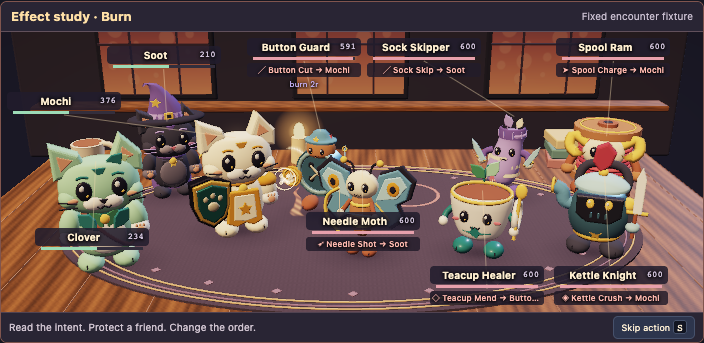 Effect study · Burn
Fixed encounter fixture
Soot 210
Button Guard 591
Button Cut → Mochi
burn 2r
Sock Skipper 600
Sock Skip → Soot
Spool Ram 600
Spool Charge → Mochi
Mochi 376
Clover 234
Needle Moth 600
Needle Shot → Soot
Teacup Healer 600
Teacup Mend → Butto...
Kettle Knight 600
Kettle Crush → Mochi
Read the intent. Protect a friend. Change the order.
Skip action S